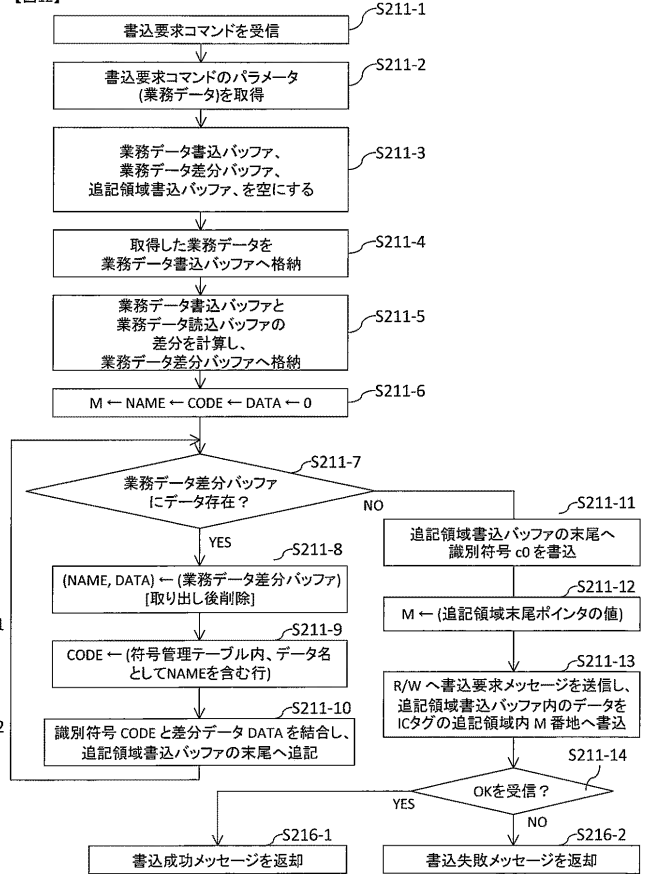 【図12】
S211-1
書込要求コマンドを受信
S211-2
書込要求コマンドのパラメータ
(業務データ)を取得
S211-3
業務データ書込バッファ、
業務データ差分バッファ、
追記領域書込バッファ、を空にする
S211-4
取得した業務データを
業務データ書込バッファへ格納
S211-5
業務データ書込バッファと
業務データ読込バッファの
差分を計算し、
業務データ差分バッファへ格納
S211-6
M ← NAME ← CODE ← DATA ← 0
S211-7
業務データ差分バッファ
にデータ存在？
NO
YES
S211-8
(NAME, DATA) ← (業務データ差分バッファ)
[取り出し後削除]
S211-9
CODE ← (符号管理テーブル内、データ名
としてNAMEを含む行)
S211-10
識別符号 CODE と差分データ DATA を結合し、
追記領域書込バッファの末尾へ追記
1
2
S211-11
追記領域書込バッファの末尾へ
識別符号 c0 を書込
S211-12
M ← (追記領域末尾ポインタの値)
S211-13
R/W へ書込要求メッセージを送信し、
追記領域書込バッファ内のデータを
ICタグの追記領域内 M 番地へ書込
S211-14
OKを受信？
YES
NO
S216-1
書込成功メッセージを返却
S216-2
書込失敗メッセージを返却